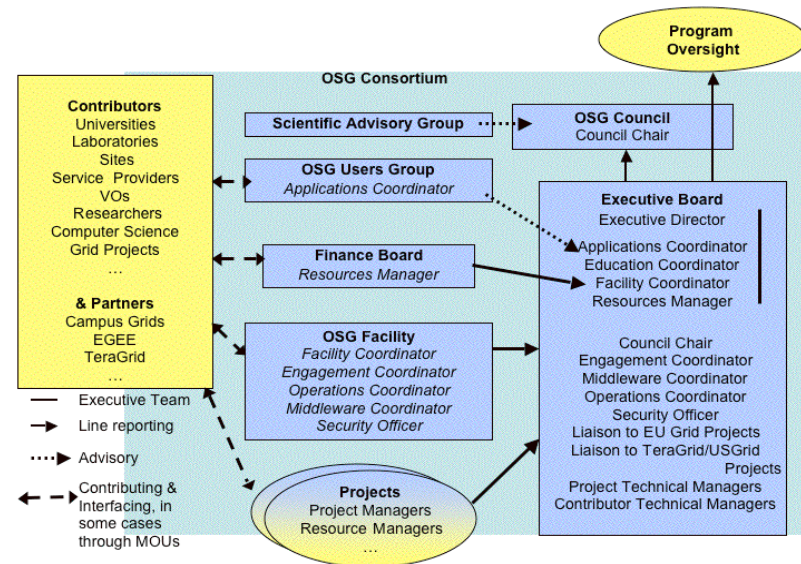 Program
Oversight
OSG Consortium
Contributors
Universities
Laboratories
Sites
Service Providers
VOs
Researchers
Computer Science
Grid Projects
...
& Partners
Campus Grids
EGEE
TeraGrid
...
Scientific Advisory Group
OSG Council
Council Chair
OSG Users Group
Applications Coordinator
Finance Board
Resources Manager
OSG Facility
Facility Coordinator
Engagement Coordinator
Operations Coordinator
Middleware Coordinator
Security Officer
Projects
Project Managers
Resource Managers
...
Executive Board
Executive Director
Applications Coordinator
Education Coordinator
Facility Coordinator
Resources Manager
Council Chair
Engagement Coordinator
Middleware Coordinator
Operations Coordinator
Security Officer
Liaison to EU Grid Projects
Liaison to TeraGrid/USGrid
Projects
Project Technical Managers
Contributor Technical Managers
Executive Team
Line reporting
Advisory
Contributing &
Interfacing, in
some cases
through MOUs